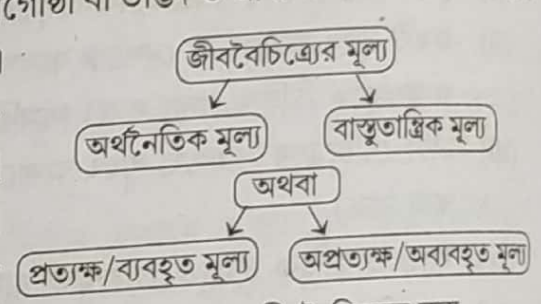 জীববৈচিত্র্যের মূল্য
অর্থনৈতিক মূল্য বাস্তুতান্ত্রিক মূল্য
অথবা
প্রত্যক্ষ/ব্যবহৃত মূল্য অপ্রত্যক্ষ/অব্যবহৃত মূল্য